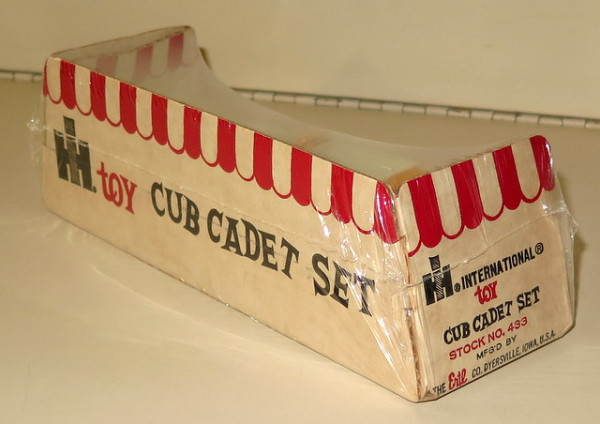 IH. toy CUB CADET SET
IH® INTERNATIONAL®
toy
CUB CADET SET
STOCK NO. 433
MF'G'D BY
THE Ertl CO. DYERSVILLE, IOWA, U.S.A.